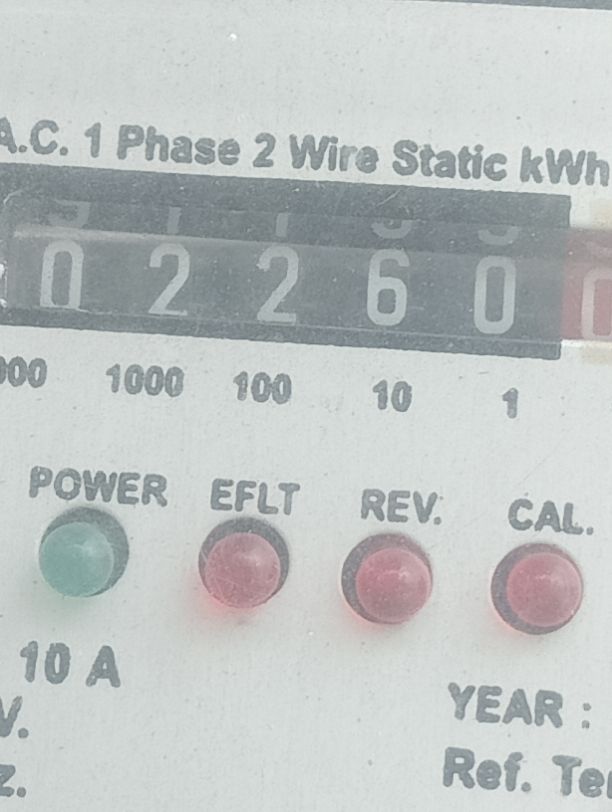 A.C. 1 Phase 2 Wire Static kWh
0 2 2 6 0
1000 100 10 1
POWER EFLT REV. CAL.
10 A
YEAR :
Ref.